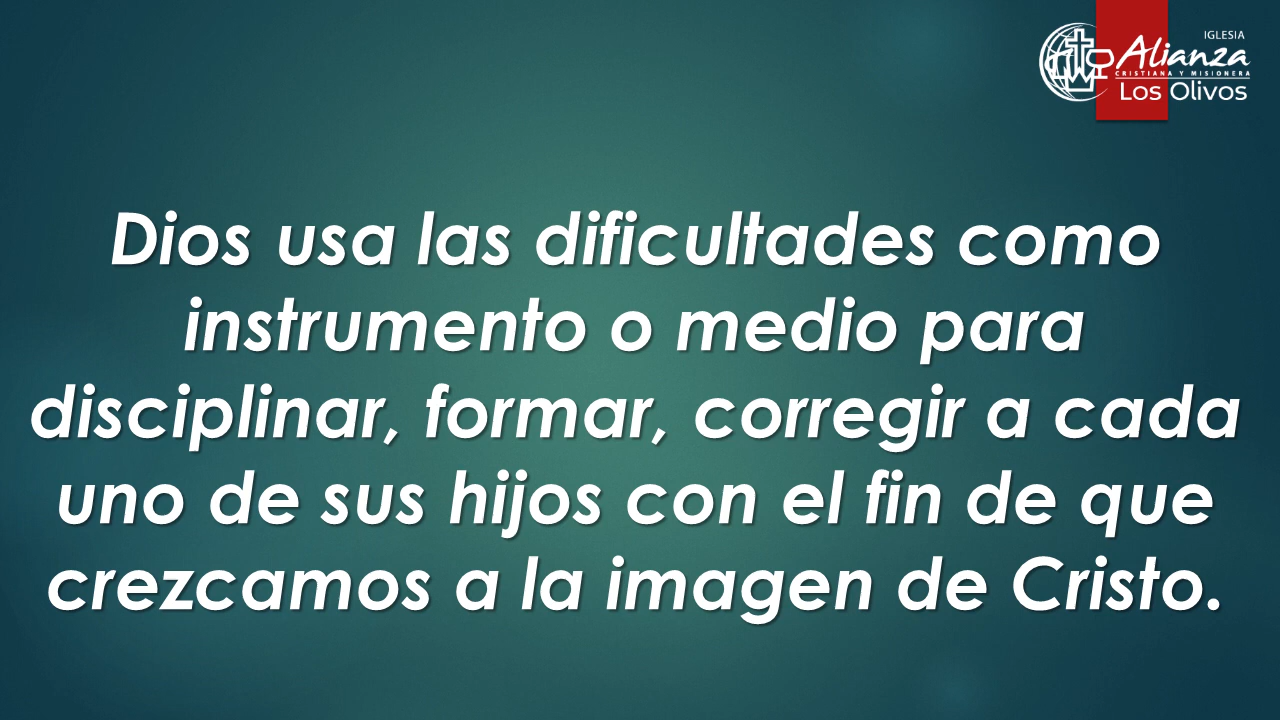 IGLESIA
Alianza
CRISTIANA Y MISIONERA
Los Olivos
Dios usa las dificultades como
instrumento o medio para
disciplinar, formar, corregir a cada
uno de sus hijos con el fin de que
crezcamos a la imagen de Cristo.